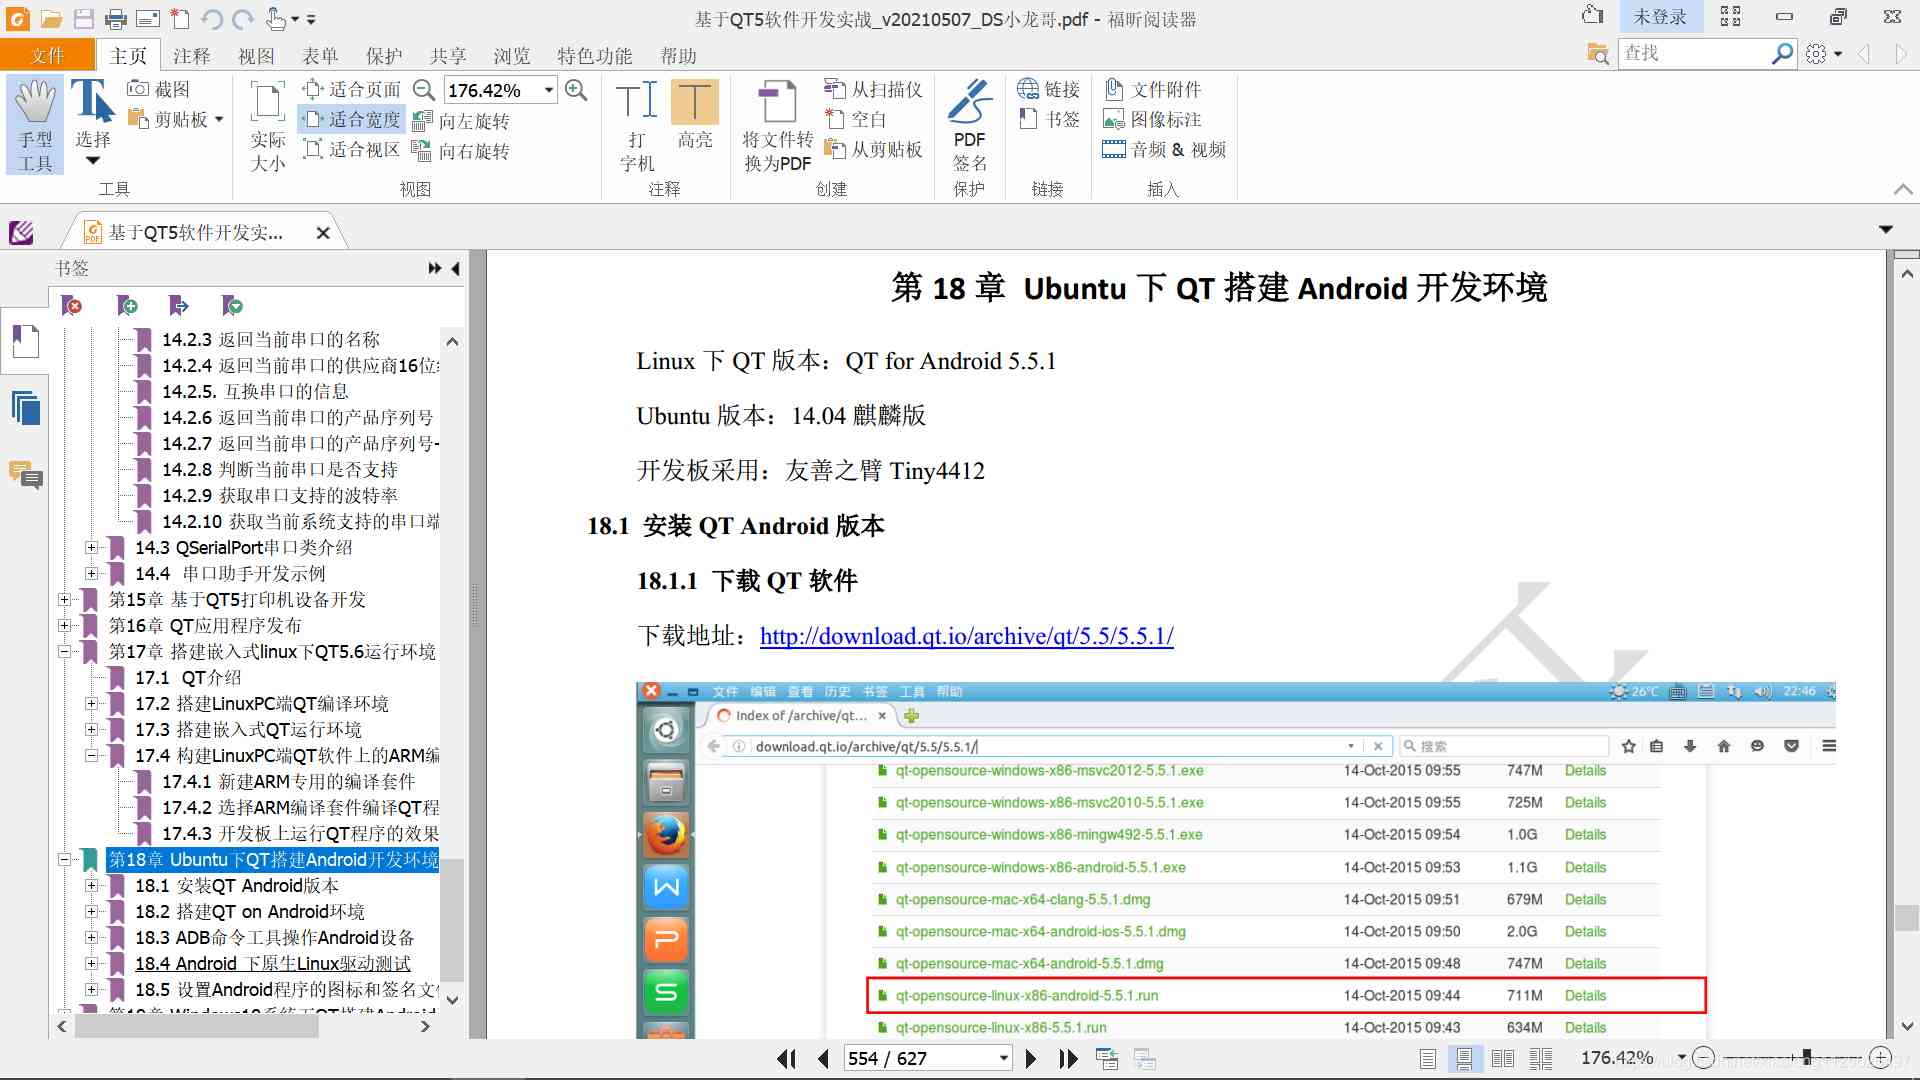 基于QT5软件开发实战_v20210507_DS小龙哥.pdf - 福昕阅读器
未登录
文件 主页 注释 视图 表单 保护 共享 浏览 特色功能 帮助
查找
手型
工具
选择
截图
剪贴板
工具
实际
大小
适合页面
适合宽度
适合视区
176.42%
向左旋转
向右旋转
视图
打
字机
高亮
注释
将文件转
换为PDF
从扫描仪
空白
从剪贴板
创建
PDF
签名
保护
链接
书签
链接
文件附件
图像标注
音频 & 视频
插入
基于QT5软件开发实...
书签
14.2.3 返回当前串口的名称
14.2.4 返回当前串口的供应商16位
14.2.5. 互换串口的信息
14.2.6 返回当前串口的产品序列号
14.2.7 返回当前串口的产品序列号-
14.2.8 判断当前串口是否支持
14.2.9 获取串口支持的波特率
14.2.10 获取当前系统支持的串口端
14.3 QSerialPort串口类介绍
14.4 串口助手开发示例
第15章 基于QT5打印机设备开发
第16章 QT应用程序发布
第17章 搭建嵌入式linux下QT5.6运行环境
17.1 QT介绍
17.2 搭建LinuxPC端QT编译环境
17.3 搭建嵌入式QT运行环境
17.4 构建LinuxPC端QT软件上的ARM编
17.4.1 新建ARM专用的编译套件
17.4.2 选择ARM编译套件编译QT程
17.4.3 开发板上运行QT程序的效果
第18章 Ubuntu下QT搭建Android开发环境
18.1 安装QT Android版本
18.2 搭建QT on Android环境
18.3 ADB命令工具操作Android设备
18.4 Android 下原生Linux驱动测试
18.5 设置Android程序的图标和签名文
第 18 章 Ubuntu 下 QT 搭建 Android 开发环境
Linux 下 QT 版本：QT for Android 5.5.1
Ubuntu 版本：14.04 麒麟版
开发板采用：友善之臂 Tiny4412
18.1 安装 QT Android 版本
18.1.1 下载 QT 软件
下载地址：http://download.qt.io/archive/qt/5.5/5.5.1/
文件 编辑 查看 历史 书签 工具 帮助
26°C
22:46
Index of /archive/qt...
download.qt.io/archive/qt/5.5/5.5.1/
搜索
qt-opensource-windows-x86-msvc2012-5.5.1.exe 14-Oct-2015 09:55 747M Details
qt-opensource-windows-x86-msvc2010-5.5.1.exe 14-Oct-2015 09:55 725M Details
qt-opensource-windows-x86-mingw492-5.5.1.exe 14-Oct-2015 09:54 1.0G Details
qt-opensource-windows-x86-android-5.5.1.exe 14-Oct-2015 09:53 1.1G Details
qt-opensource-mac-x64-clang-5.5.1.dmg 14-Oct-2015 09:51 679M Details
qt-opensource-mac-x64-android-ios-5.5.1.dmg 14-Oct-2015 09:50 2.0G Details
qt-opensource-mac-x64-android-5.5.1.dmg 14-Oct-2015 09:48 747M Details
qt-opensource-linux-x86-android-5.5.1.run 14-Oct-2015 09:44 711M Details
qt-opensource-linux-x86-5.5.1.run 14-Oct-2015 09:43 634M Details
554 / 627
176.42%